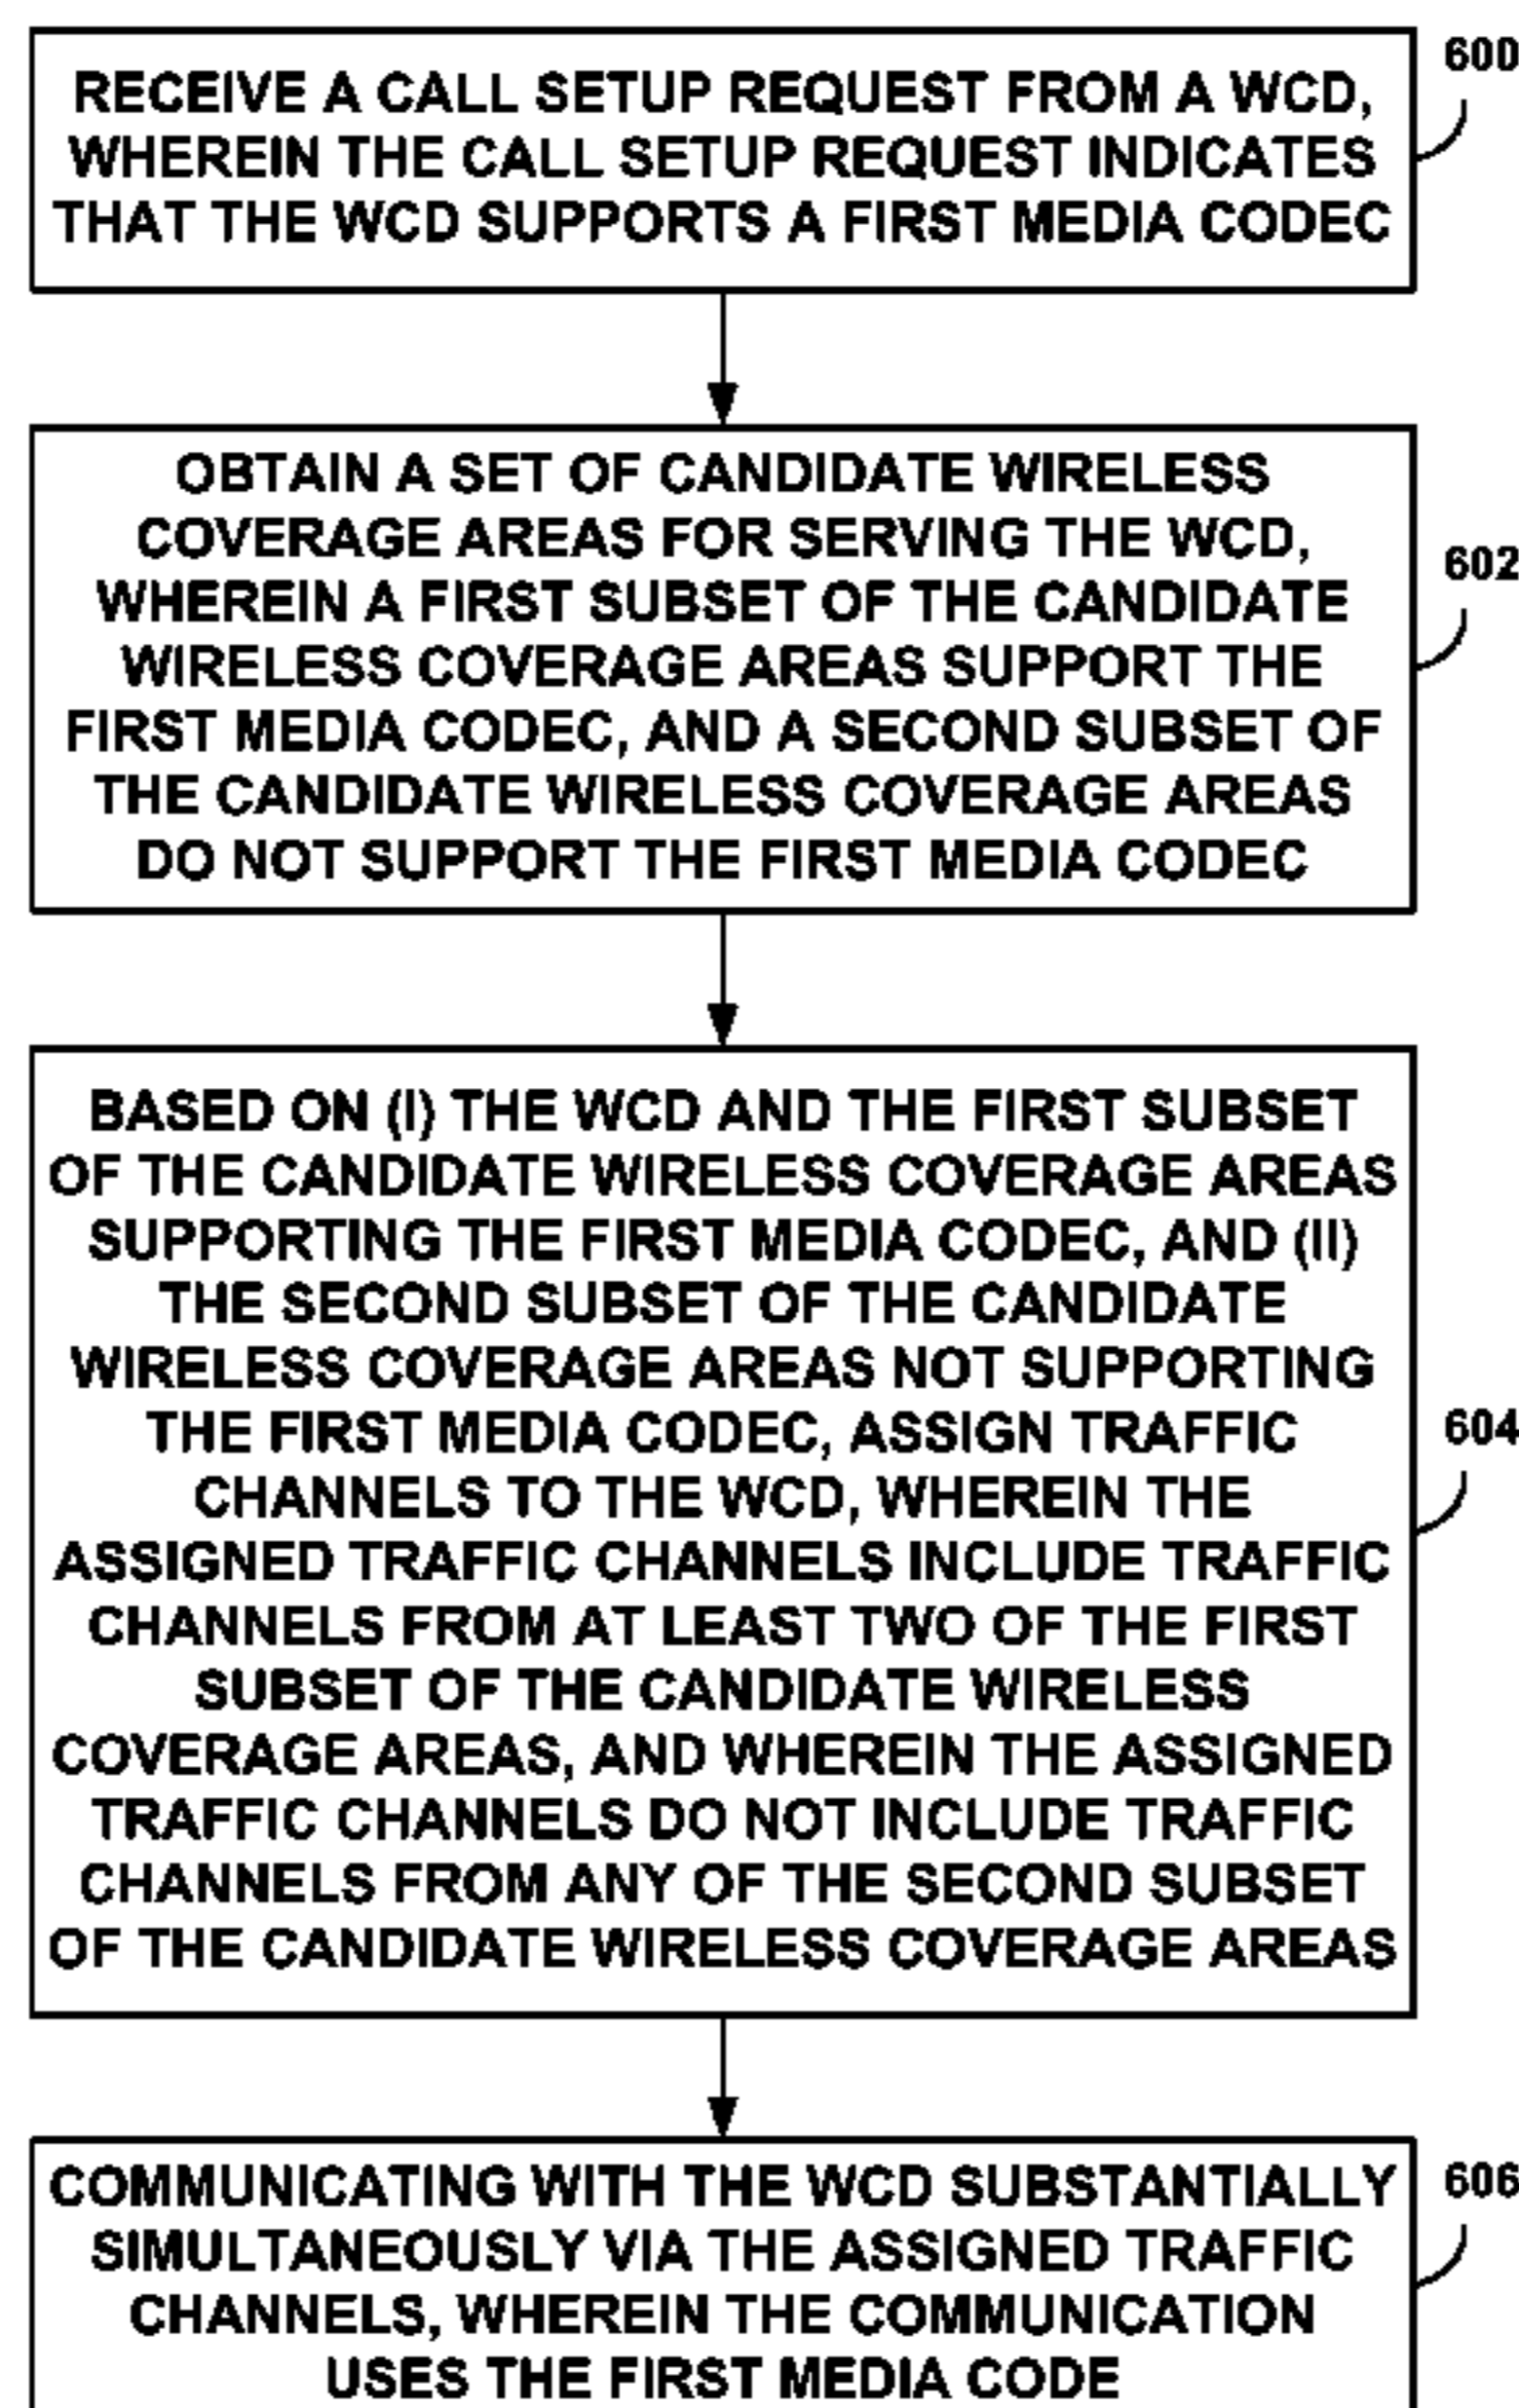 600
RECEIVE A CALL SETUP REQUEST FROM A WCD,
WHEREIN THE CALL SETUP REQUEST INDICATES
THAT THE WCD SUPPORTS A FIRST MEDIA CODEC
OBTAIN A SET OF CANDIDATE WIRELESS
COVERAGE AREAS FOR SERVING THE WCD,
602
WHEREIN A FIRST SUBSET OF THE CANDIDATE
WIRELESS COVERAGE AREAS SUPPORT THE
FIRST MEDIA CODEC, AND A SECOND SUBSET OF
THE CANDIDATE WIRELESS COVERAGE AREAS
DO NOT SUPPORT THE FIRST MEDIA CODEC
BASED ON (I) THE WCD AND THE FIRST SUBSET
OF THE CANDIDATE WIRELESS COVERAGE AREAS
SUPPORTING THE FIRST MEDIA CODEC, AND (II)
THE SECOND SUBSET OF THE CANDIDATE
WIRELESS COVERAGE AREAS NOT SUPPORTING
THE FIRST MEDIA CODEC, ASSIGN TRAFFIC
604
CHANNELS TO THE WCD, WHEREIN THE
ASSIGNED TRAFFIC CHANNELS INCLUDE TRAFFIC
CHANNELS FROM AT LEAST TWO OF THE FIRST
SUBSET OF THE CANDIDATE WIRELESS
COVERAGE AREAS, AND WHEREIN THE ASSIGNED
TRAFFIC CHANNELS DO NOT INCLUDE TRAFFIC
CHANNELS FROM ANY OF THE SECOND SUBSET
OF THE CANDIDATE WIRELESS COVERAGE AREAS
COMMUNICATING WITH THE WCD SUBSTANTIALLY
606
SIMULTANEOUSLY VIA THE ASSIGNED TRAFFIC
CHANNELS, WHEREIN THE COMMUNICATION
USES THE FIRST MEDIA CODE